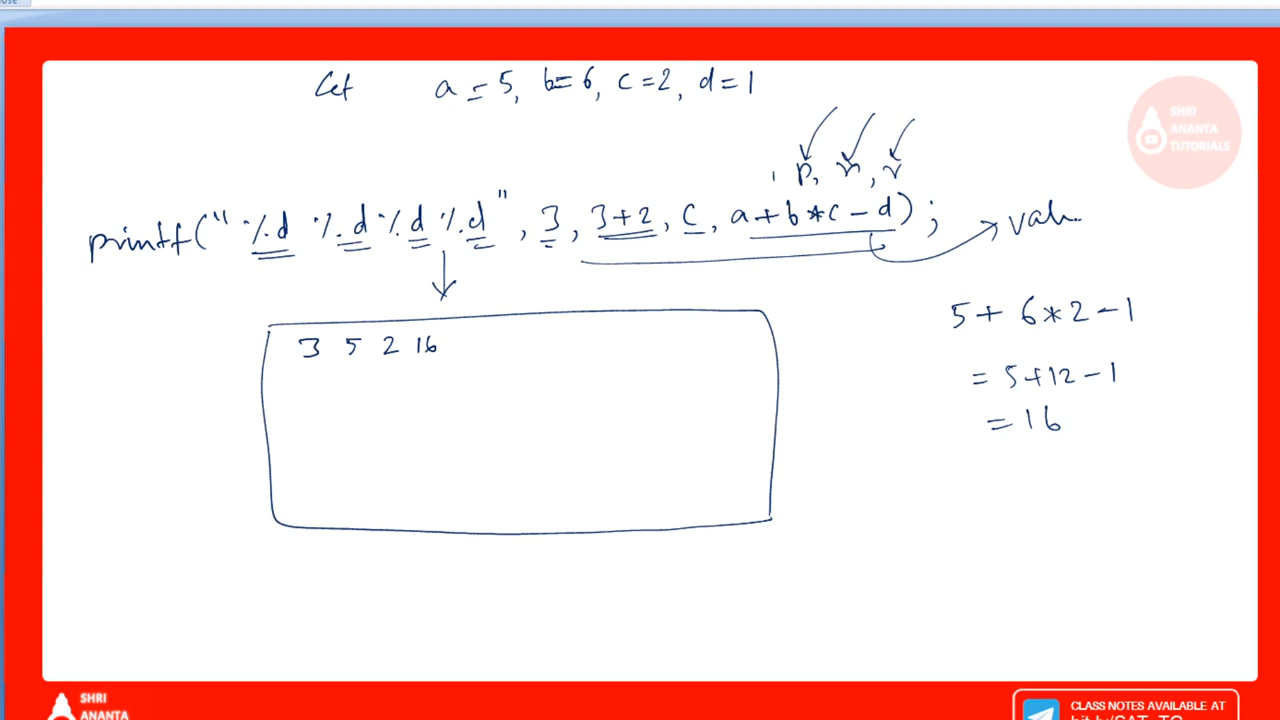 Let a = 5, b = 6, c = 2, d = 1
SHRI
ANANTA
TUTORIALS
p, n, r
printf("%d %d %d %d", 3, 3+2, c, a+b*c-d);
valu
3 5 2 16
5 + 6*2 - 1
= 5+12-1
= 16
SHRI
ANANTA
CLASS NOTES AVAILABLE AT